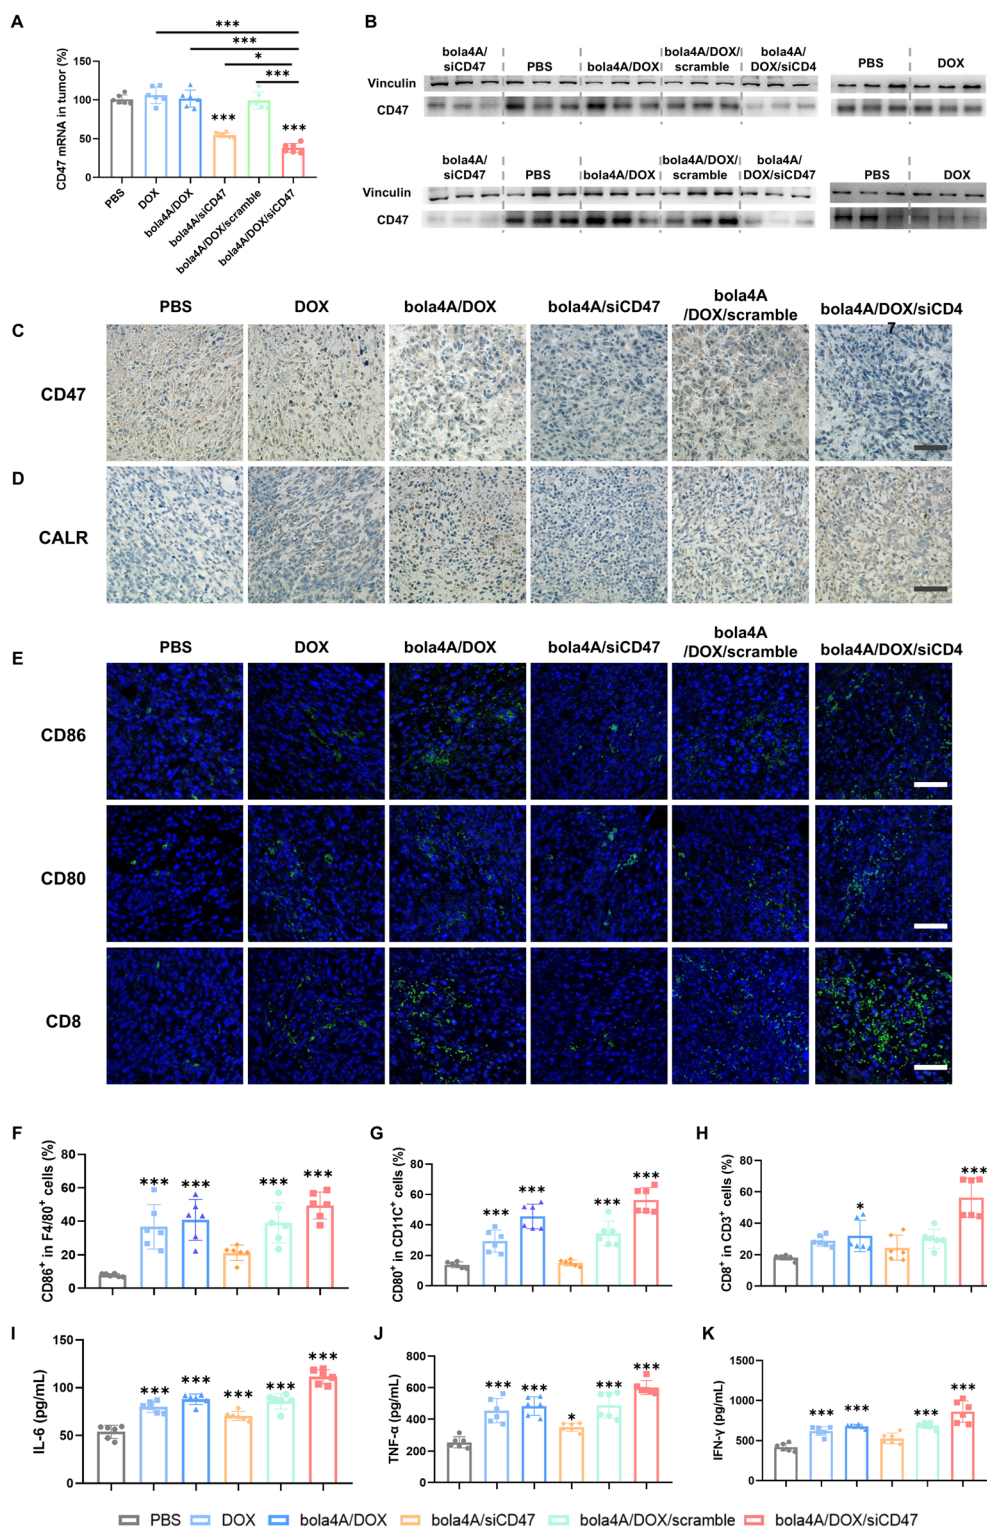 A
CD47 mRNA in tumor (%)
150
100
50
0
***
***
*
***
***
***
PBS
DOX
bola4A/DOX
bola4A/siCD47
bola4A/DOX/scramble
bola4A/DOX/siCD47
B
bola4A/
siCD47
PBS
bola4A/DOX
bola4A/DOX/
scramble
bola4A/
DOX/siCD4
PBS
DOX
Vinculin
CD47
bola4A/
siCD47
PBS
bola4A/DOX
bola4A/DOX/
scramble
bola4A/
DOX/siCD47
PBS
DOX
Vinculin
CD47
PBS
DOX
bola4A/DOX
bola4A/siCD47
bola4A
/DOX/scramble
bola4A/DOX/siCD4
7
C
CD47
D
CALR
PBS
DOX
bola4A/DOX
bola4A/siCD47
bola4A
/DOX/scramble
bola4A/DOX/siCD4
E
CD86
CD80
CD8
F
CD86+ in F4/80+ cells (%)
80
60
40
20
0
***
***
***
***
G
CD80+ in CD11C+ cells (%)
80
60
40
20
0
***
***
***
***
H
CD8+ in CD3+ cells (%)
80
60
40
20
0
*
***
I
IL-6 (pg/mL)
150
100
50
0
***
***
***
***
***
J
TNF-α (pg/mL)
800
600
400
200
0
***
***
*
***
***
K
IFN-γ (pg/mL)
1500
1000
500
0
***
***
***
***
PBS
DOX
bola4A/DOX
bola4A/siCD47
bola4A/DOX/scramble
bola4A/DOX/siCD47